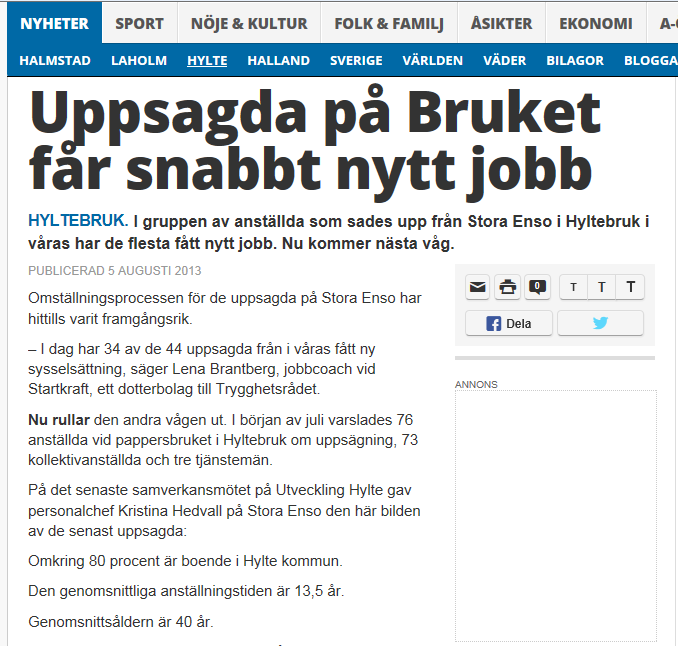 NYHETER SPORT NÖJE & KULTUR FOLK & FAMILJ ÅSIKTER EKONOMI A-
HALMSTAD LAHOLM HYLTE HALLAND SVERIGE VÄRLDEN VÄDER BILAGOR BLOGGA
Uppsagda på Bruket
får snabbt nytt jobb
HYLTEBRUK. I gruppen av anställda som sades upp från Stora Enso i Hyltebruk i
våras har de flesta fått nytt jobb. Nu kommer nästa våg.
PUBLICERAD 5 AUGUSTI 2013
0 T T T
Dela
Omställningsprocessen för de uppsagda på Stora Enso har
hittills varit framgångsrik.
– I dag har 34 av de 44 uppsagda från i våras fått ny
sysselsättning, säger Lena Brantberg, jobbcoach vid
Startkraft, ett dotterbolag till Trygghetsrådet.
ANNONS
Nu rullar den andra vågen ut. I början av juli varslades 76
anställda vid pappersbruket i Hyltebruk om uppsägning, 73
kollektivanställda och tre tjänstemän.
På det senaste samverkansmötet på Utveckling Hylte gav
personalchef Kristina Hedvall på Stora Enso den här bilden
av de senast uppsagda:
Omkring 80 procent är boende i Hylte kommun.
Den genomsnittliga anställningstiden är 13,5 år.
Genomsnittsåldern är 40 år.